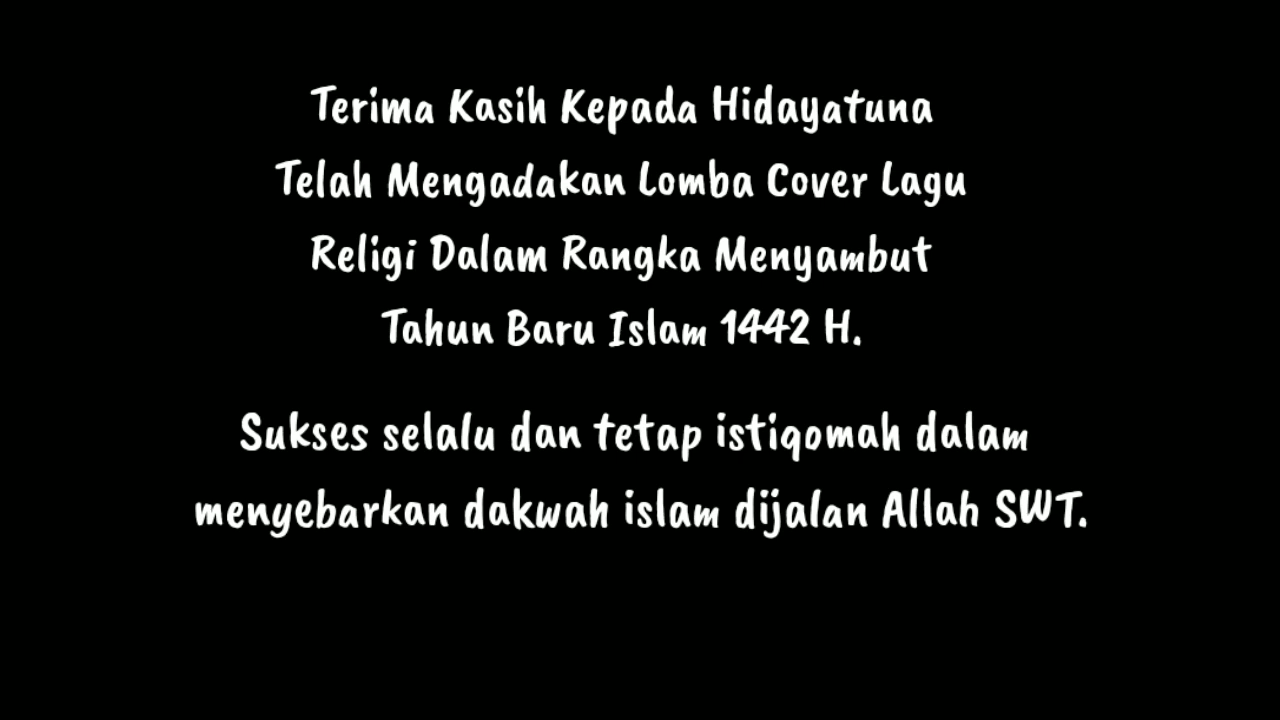 Terima Kasih Kepada Hidayatuna
Telah Mengadakan Lomba Cover Lagu
Religi Dalam Rangka Menyambut
Tahun Baru Islam 1442 H.
Sukses selalu dan tetap istiqomah dalam
menyebarkan dakwah islam dijalan Allah SWT.